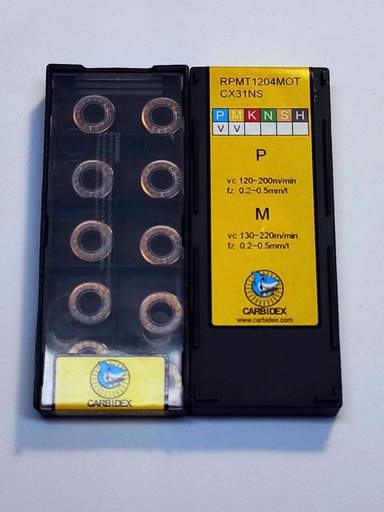 RPMT1204MOT
CX31NS
P M K N S H
V V
P
vc 120~200m/min
fz 0.2~0.5mm/t
M
vc 130~220m/min
fz 0.2~0.5mm/t
CARBIDEX
www.carbidex.com
CARBIDEX